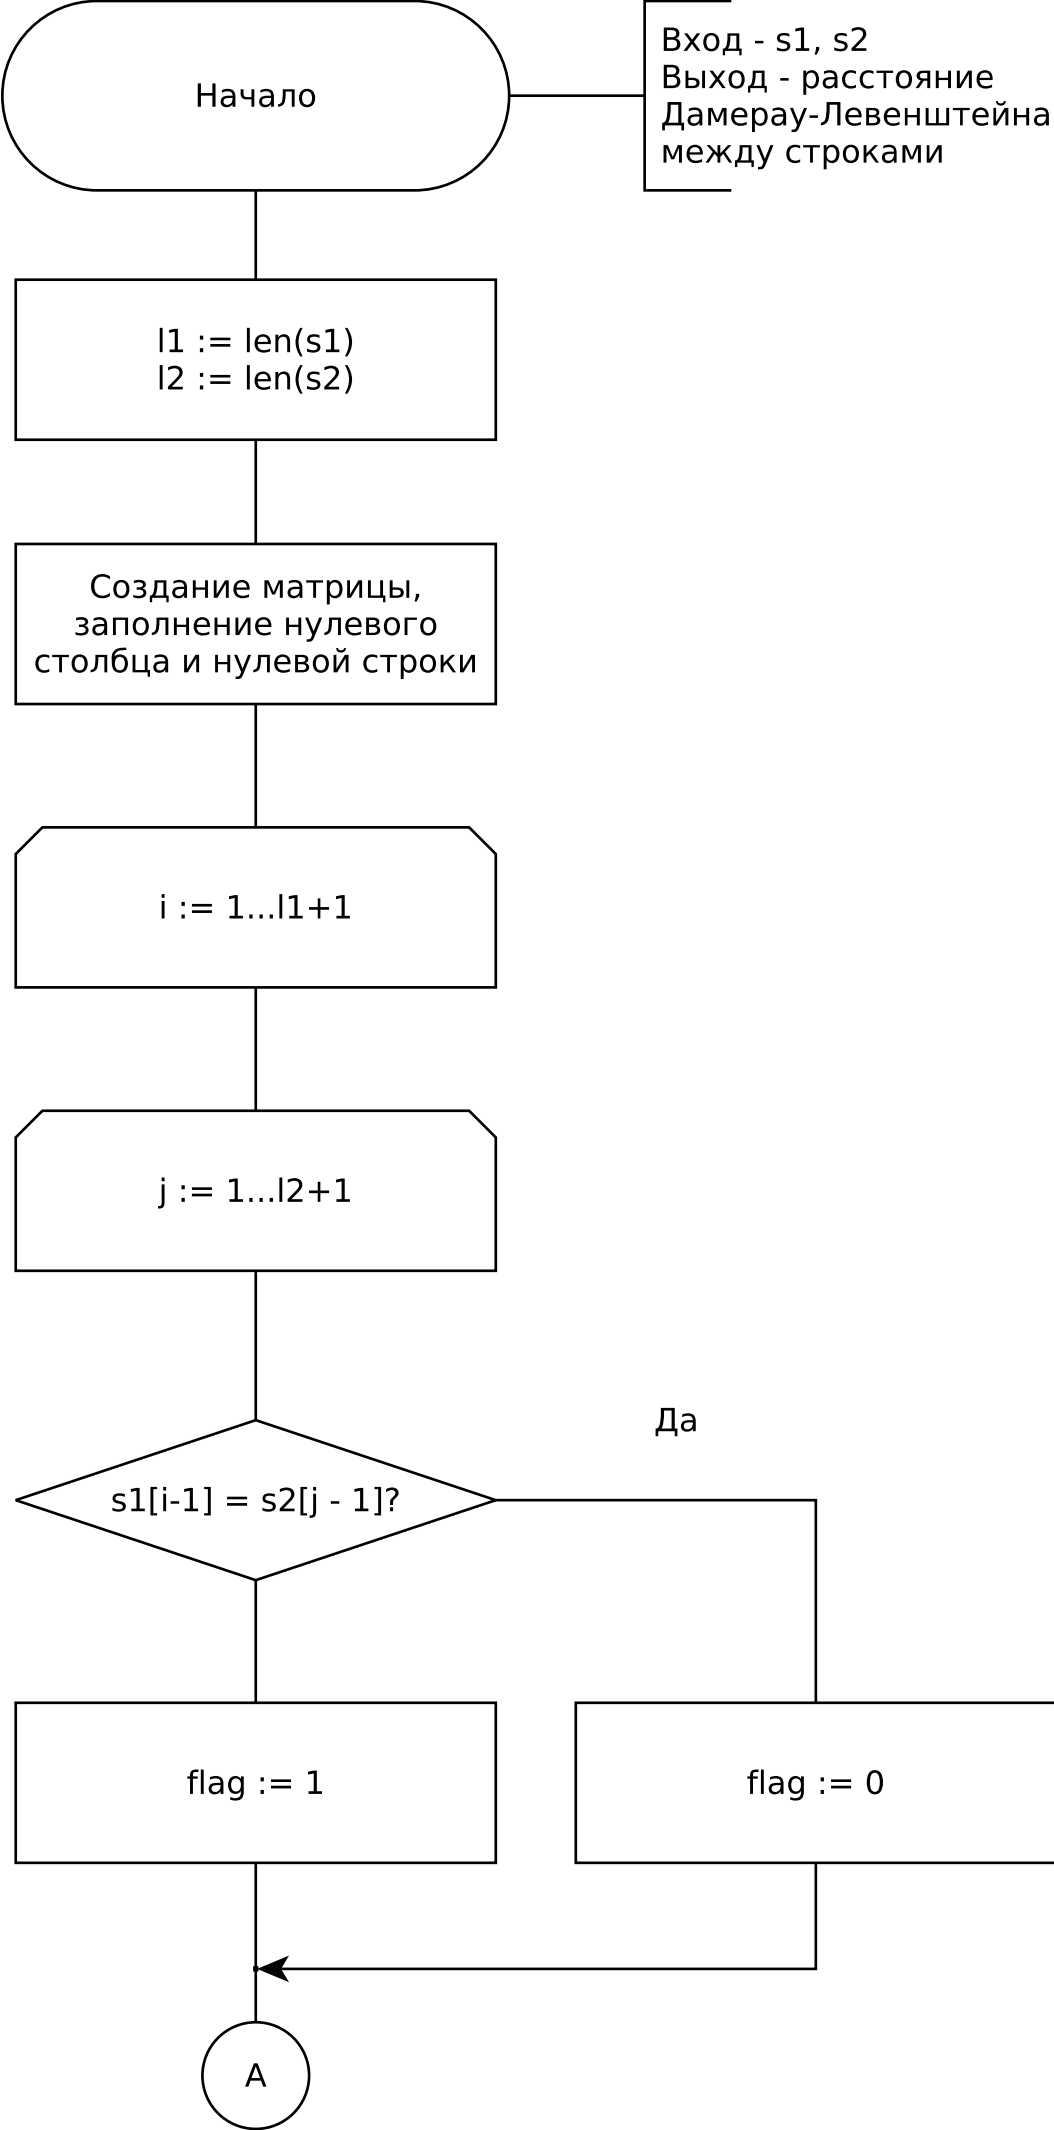 Начало
Вход - s1, s2
Выход - расстояние
Дамерау-Левенштейна
между строками
l1 := len(s1)
l2 := len(s2)
Создание матрицы,
заполнение нулевого
столбца и нулевой строки
i := 1...l1+1
j := 1...l2+1
Да
s1[i-1] = s2[j - 1]?
flag := 1
flag := 0
A